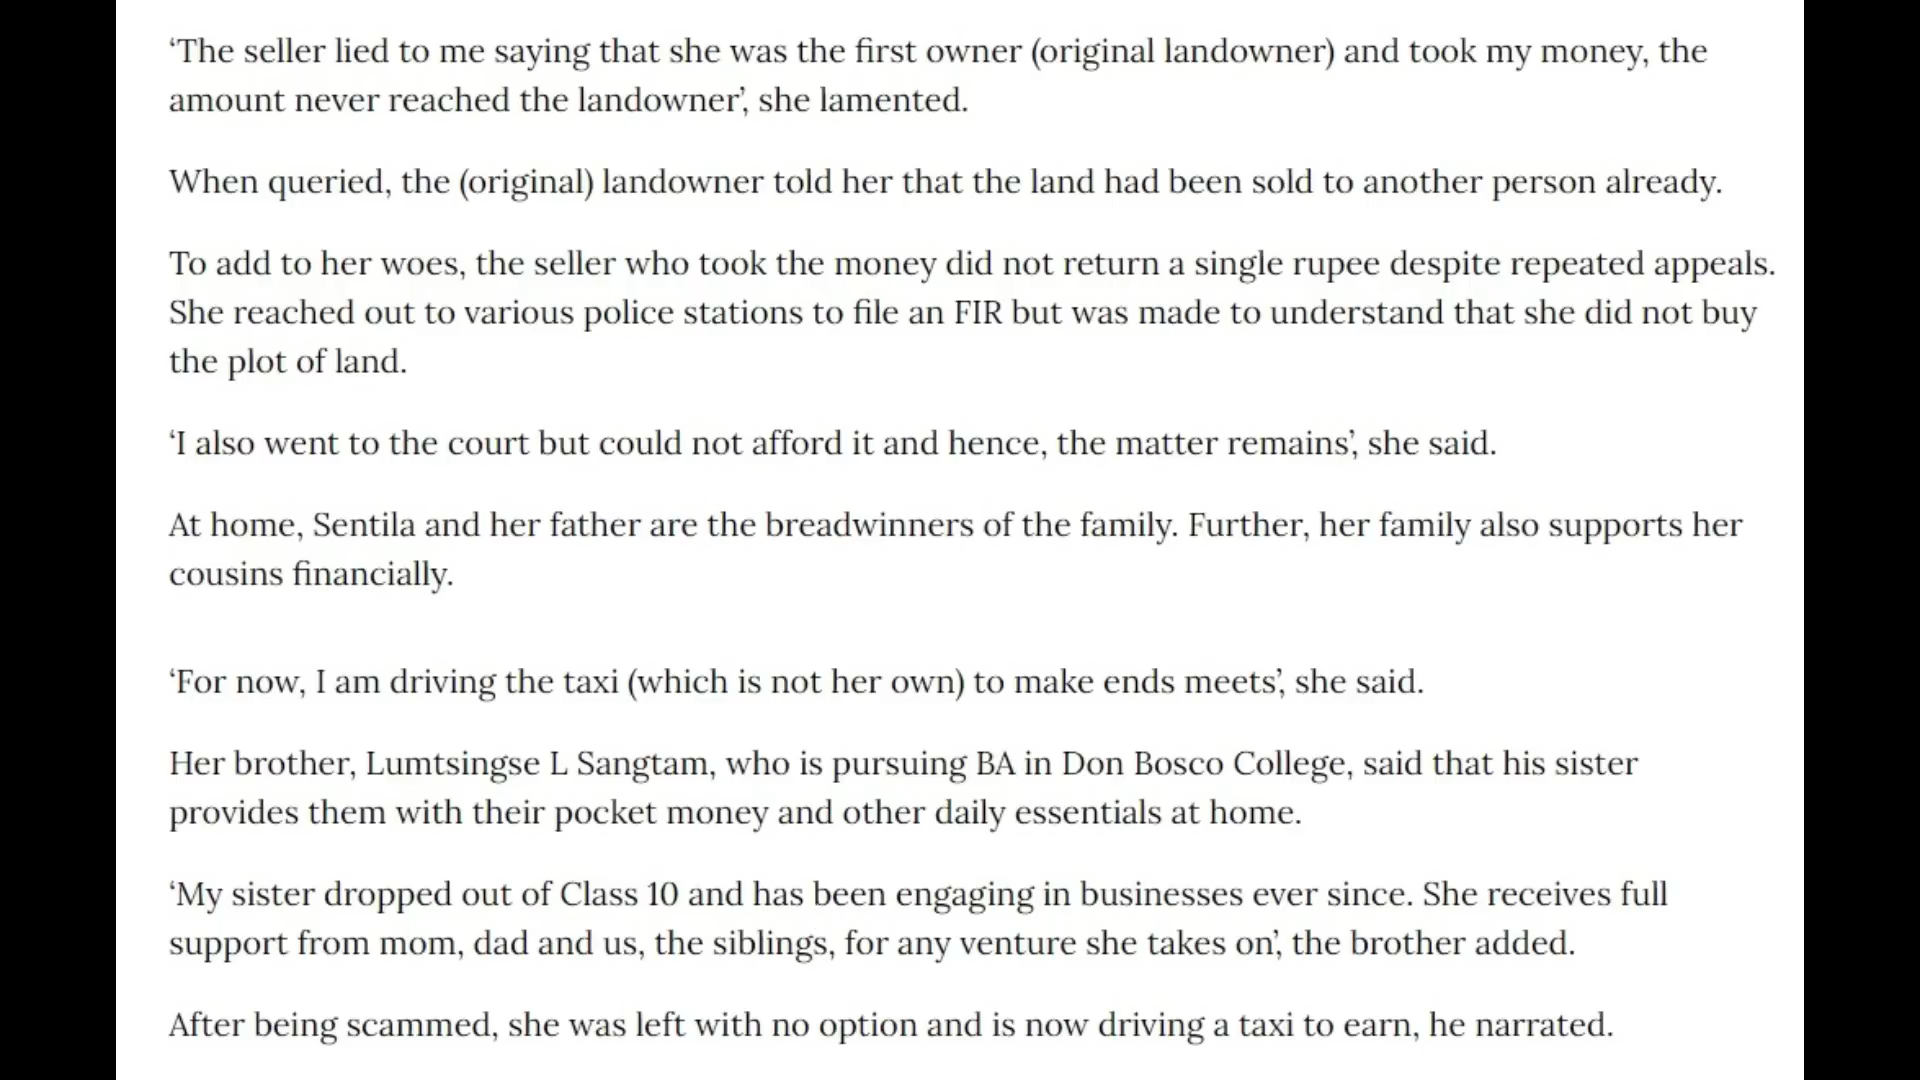 ‘The seller lied to me saying that she was the first owner (original landowner) and took my money, the
amount never reached the landowner’, she lamented.
When queried, the (original) landowner told her that the land had been sold to another person already.
To add to her woes, the seller who took the money did not return a single rupee despite repeated appeals.
She reached out to various police stations to file an FIR but was made to understand that she did not buy
the plot of land.
‘I also went to the court but could not afford it and hence, the matter remains’, she said.
At home, Sentila and her father are the breadwinners of the family. Further, her family also supports her
cousins financially.
‘For now, I am driving the taxi (which is not her own) to make ends meets’, she said.
Her brother, Lumtsingse L Sangtam, who is pursuing BA in Don Bosco College, said that his sister
provides them with their pocket money and other daily essentials at home.
‘My sister dropped out of Class 10 and has been engaging in businesses ever since. She receives full
support from mom, dad and us, the siblings, for any venture she takes on’, the brother added.
After being scammed, she was left with no option and is now driving a taxi to earn, he narrated.